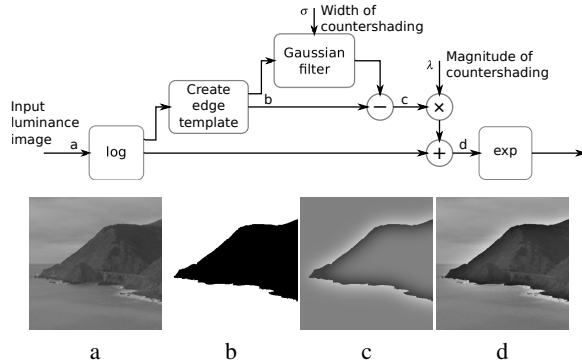 σ
Width of
countershading
Gaussian
filter
λ
Magnitude of
countershading
Create
edge
template
b
−
c
×
Input
luminance
image
a
log
+
d
exp
a
b
c
d